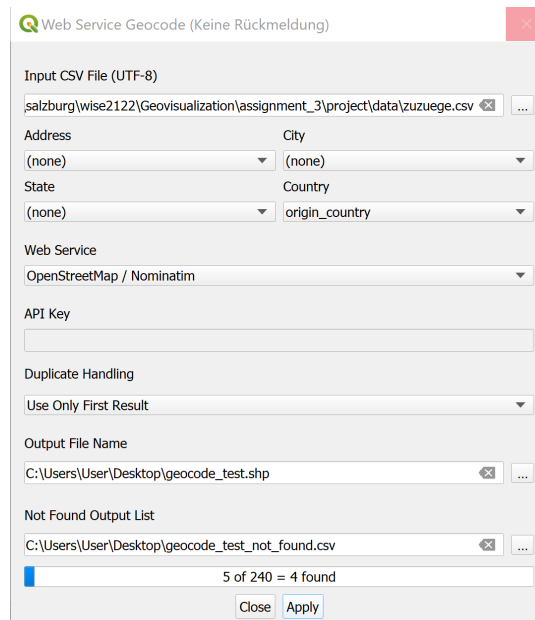 Web Service Geocode (Keine Rückmeldung)
Input CSV File (UTF-8)
salzburg\wise2122\Geovisualization\assignment_3\project\data\zuzuege.csv ...
Address City
(none) (none)
State Country
(none) origin_country
Web Service
OpenStreetMap / Nominatim
API Key
Duplicate Handling
Use Only First Result
Output File Name
C:\Users\User\Desktop\geocode_test.shp ...
Not Found Output List
C:\Users\User\Desktop\geocode_test_not_found.csv ...
5 of 240 = 4 found
Close Apply